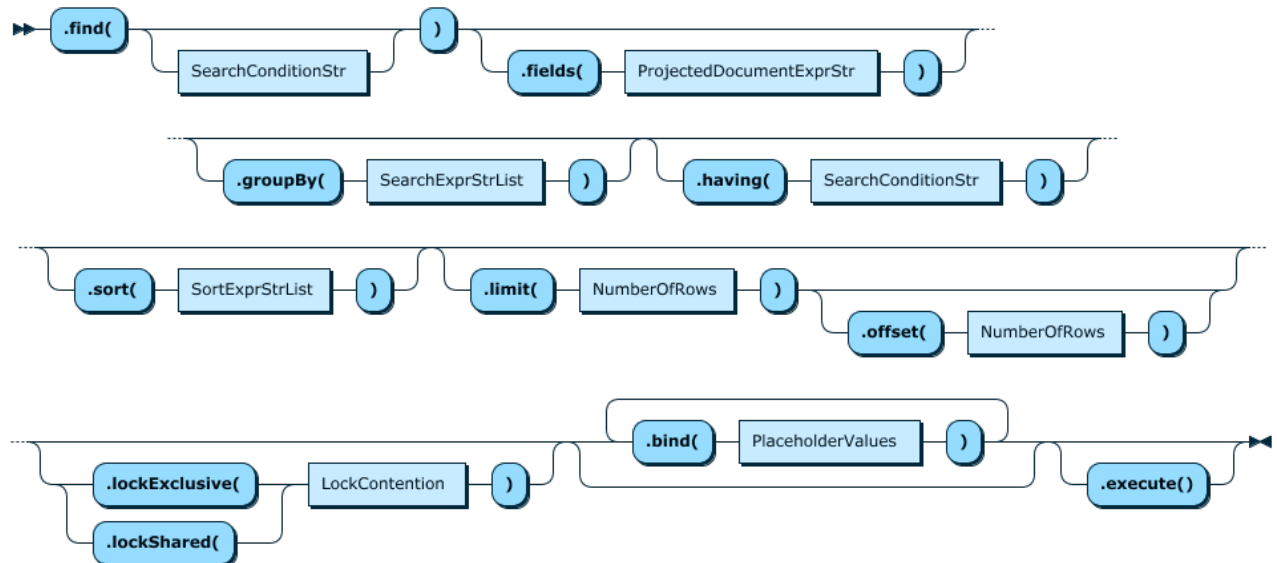 .find( SearchConditionStr ) .fields( ProjectedDocumentExprStr )
.groupBy( SearchExprStrList ) .having( SearchConditionStr )
.sort( SortExprStrList ) .limit( NumberOfRows )
.offset( NumberOfRows )
.bind( PlaceholderValues )
.lockExclusive( LockContention ) .execute()
.lockShared(